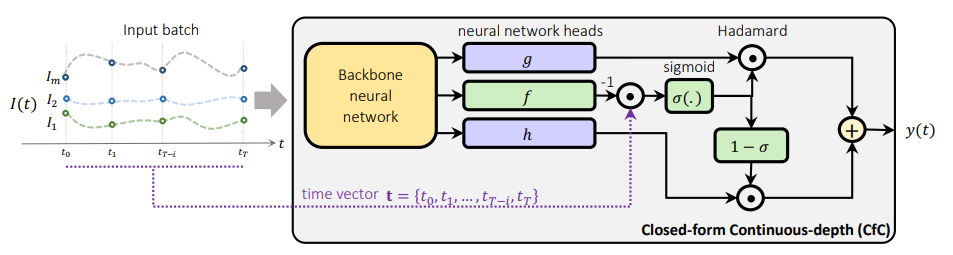 Input batch
neural network heads
Hadamard
I_m
I(t)
I_2
I_1
t_0
t_1
t_{T-i}
t_T
t
Backbone
neural
network
g
f
h
-1
sigmoid
σ(.)
1 − σ
+
y(t)
time vector t = {t_0, t_1, ..., t_{T-i}, t_T}
Closed-form Continuous-depth (CfC)